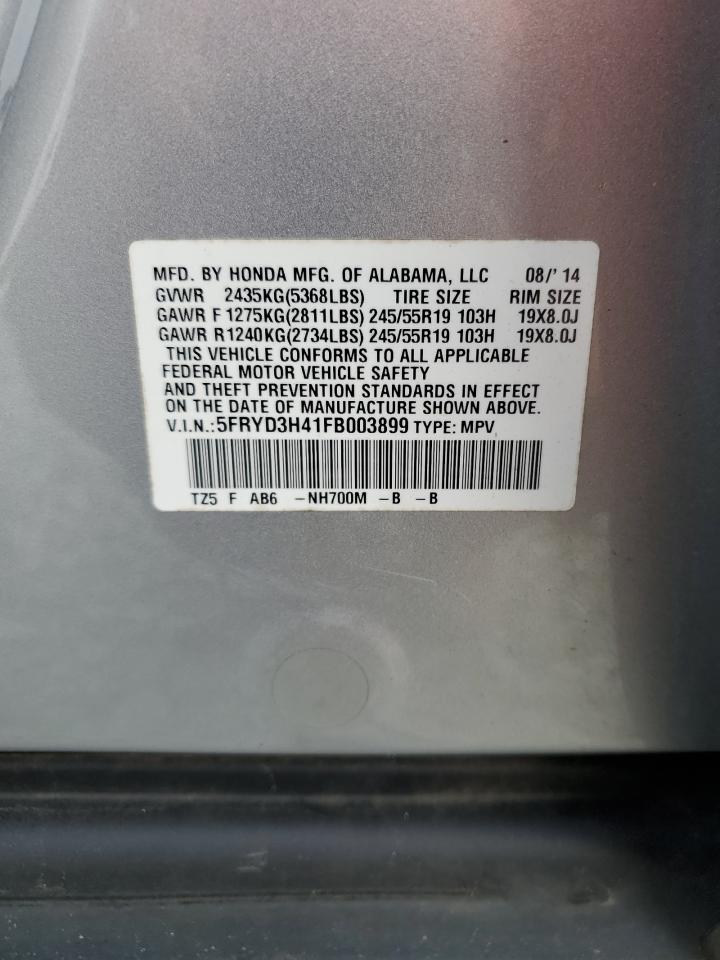 MFD. BY HONDA MFG. OF ALABAMA, LLC 08/'14
GVWR 2435KG(5368LBS) TIRE SIZE RIM SIZE
GAWR F1275KG(2811LBS) 245/55R19 103H 19X8.0J
GAWR R1240KG(2734LBS) 245/55R19 103H 19X8.0J
THIS VEHICLE CONFORMS TO ALL APPLICABLE
FEDERAL MOTOR VEHICLE SAFETY
AND THEFT PREVENTION STANDARDS IN EFFECT
ON THE DATE OF MANUFACTURE SHOWN ABOVE.
V.I.N.:5FRYD3H41FB003899 TYPE: MPV
TZ5 F AB6 -NH700M -B -B